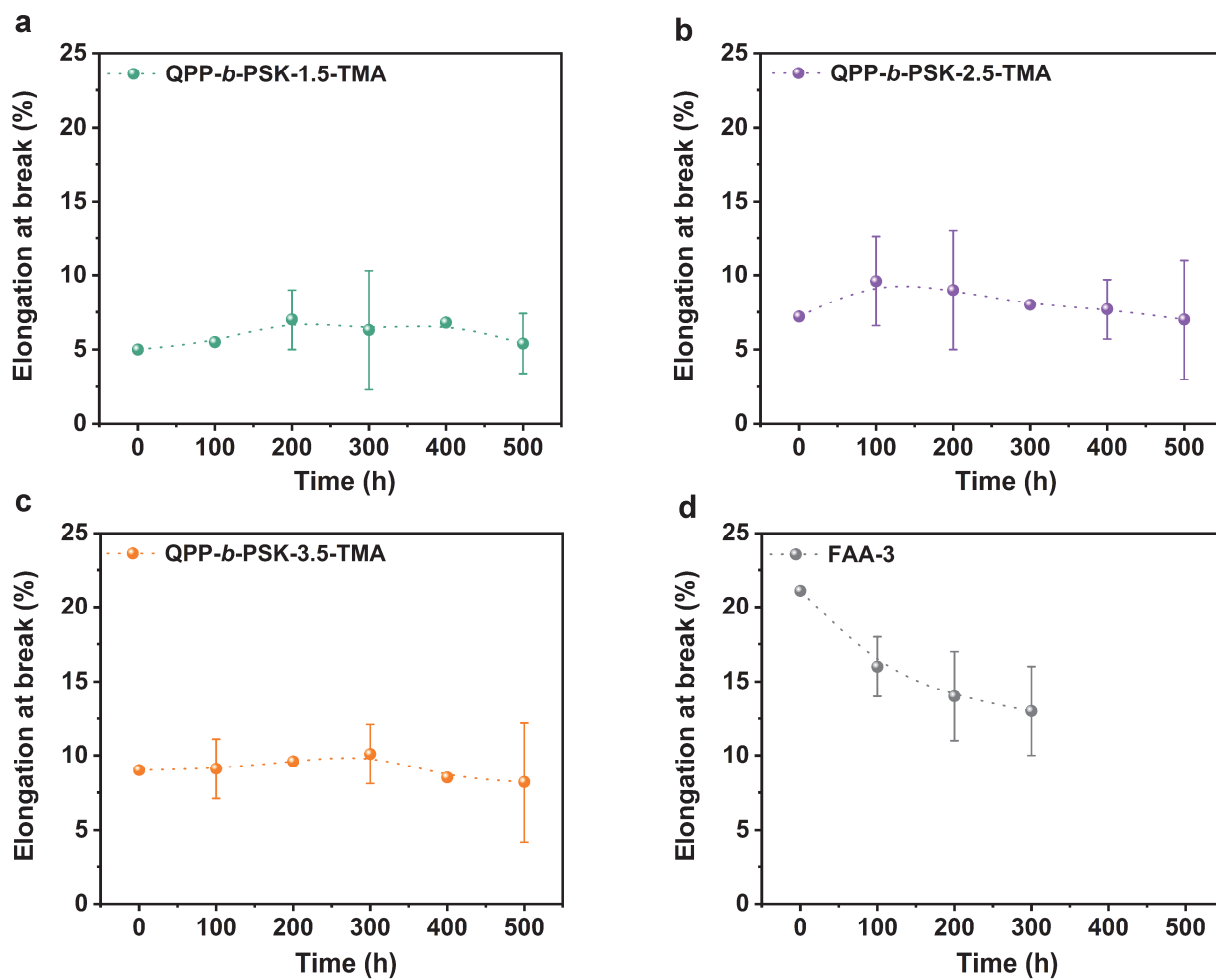 a
25
20
15
10
5
0
Elongation at break (%)
QPP-b-PSK-1.5-TMA
0 100 200 300 400 500
Time (h)
b
25
20
15
10
5
0
Elongation at break (%)
QPP-b-PSK-2.5-TMA
0 100 200 300 400 500
Time (h)
c
25
20
15
10
5
0
Elongation at break (%)
QPP-b-PSK-3.5-TMA
0 100 200 300 400 500
Time (h)
d
25
20
15
10
5
0
Elongation at break (%)
FAA-3
0 100 200 300 400 500
Time (h)